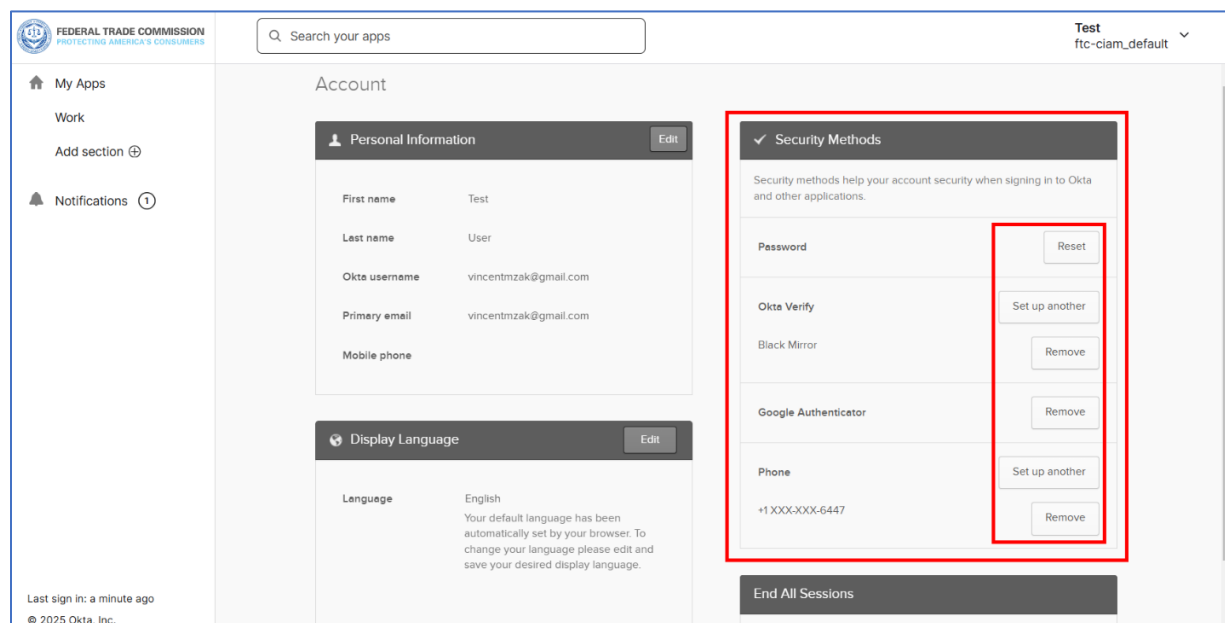 FEDERAL TRADE COMMISSION
PROTECTING AMERICA'S CONSUMERS
Search your apps
Test
ftc-ciam_default
My Apps
Work
Add section
Notifications 1
Last sign in: a minute ago
© 2025 Okta, Inc.
Account
Personal Information
Edit
First name Test
Last name User
Okta username vincentmzak@gmail.com
Primary email vincentmzak@gmail.com
Mobile phone
Display Language
Edit
Language English
Your default language has been
automatically set by your browser. To
change your language please edit and
save your desired display language.
Security Methods
Security methods help your account security when signing in to Okta
and other applications.
Password Reset
Okta Verify Set up another
Black Mirror Remove
Google Authenticator Remove
Phone Set up another
+1 XXX-XXX-6447 Remove
End All Sessions